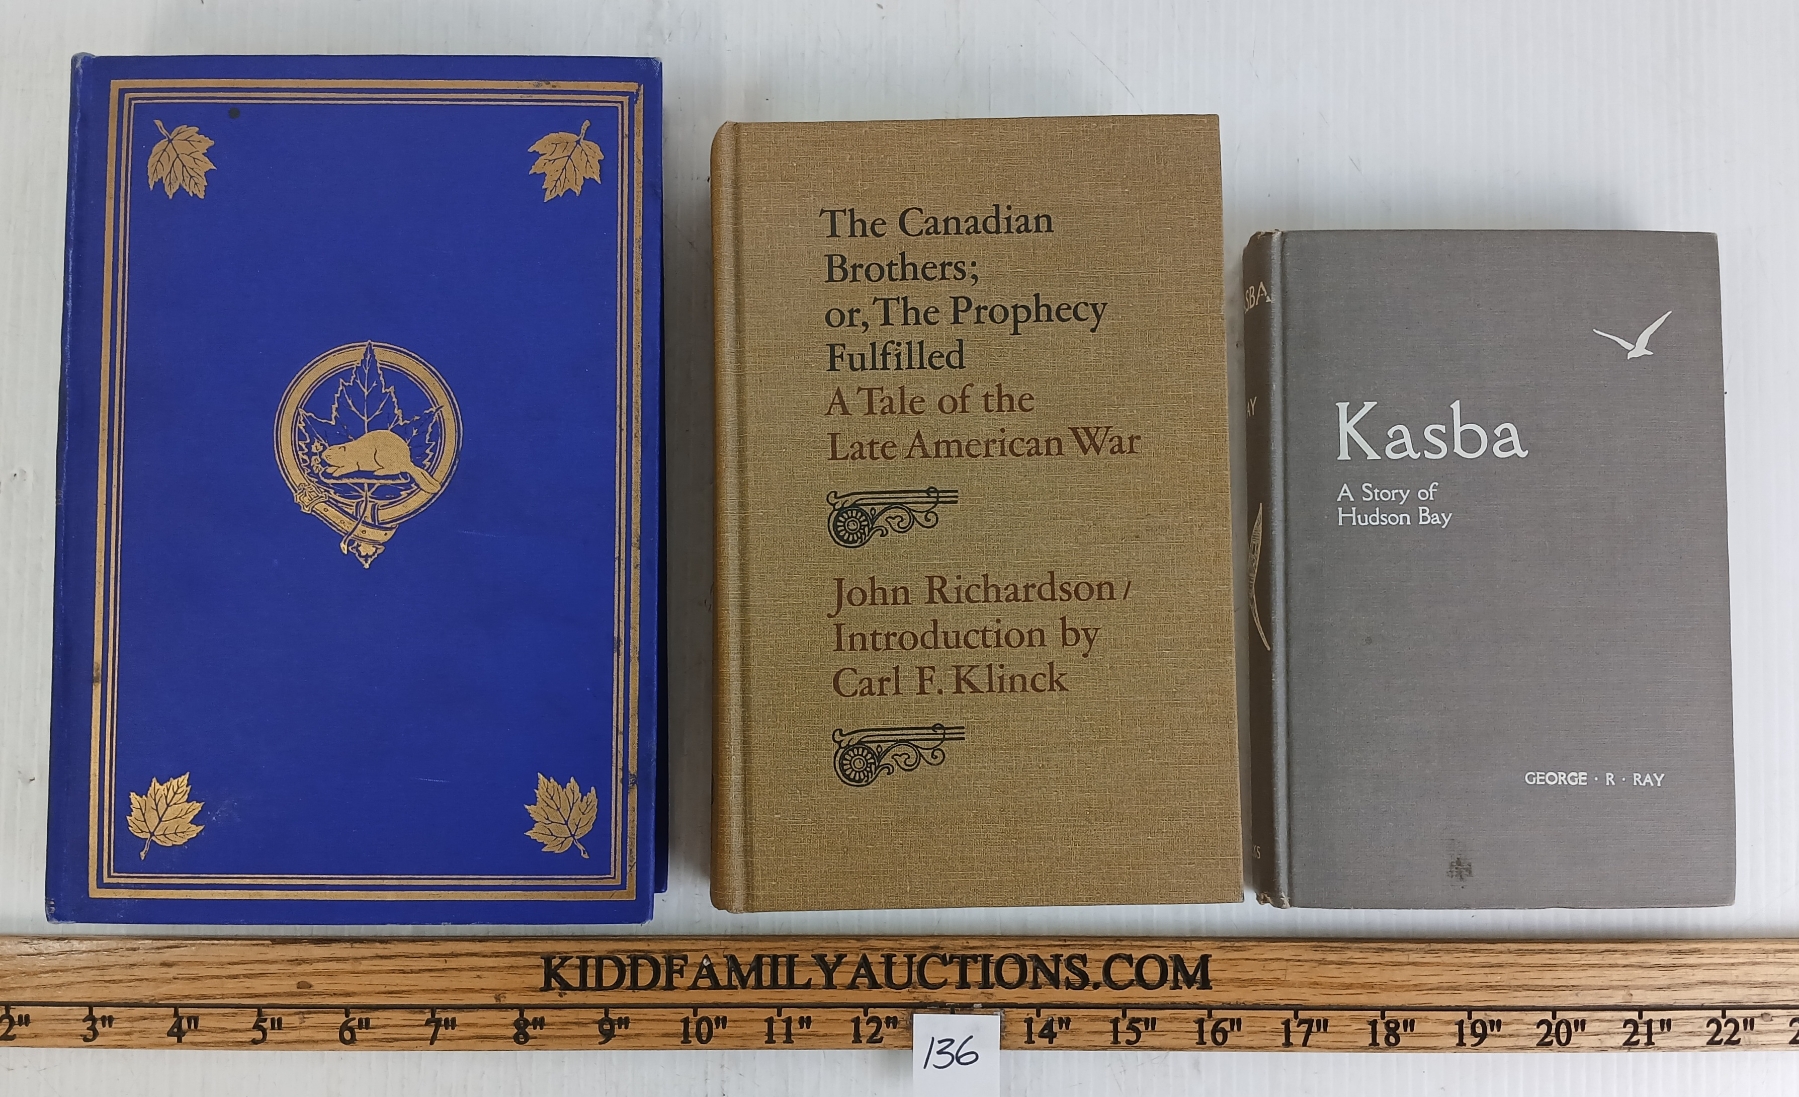 The Canadian
Brothers;
or, The Prophecy
Fulfilled
A Tale of the
Late American War
John Richardson/
Introduction by
Carl F. Klinck
Kasba
A Story of
Hudson Bay
GEORGE · R · RAY
KIDDFAMILYAUCTIONS.COM
2" 3" 4" 5" 6" 7" 8" 9" 10" 11" 12" 14" 15" 16" 17" 18" 19" 20" 21" 22"
136